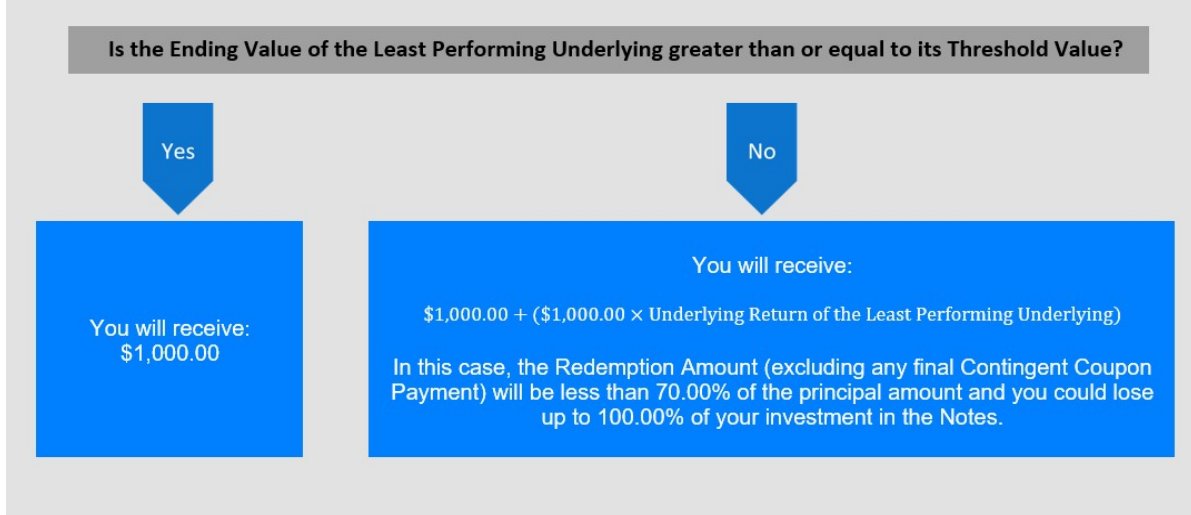 Is the Ending Value of the Least Performing Underlying greater than or equal to its Threshold Value?
Yes
No
You will receive:
$1,000.00
You will receive:
$1,000.00 + ($1,000.00 × Underlying Return of the Least Performing Underlying)
In this case, the Redemption Amount (excluding any final Contingent Coupon
Payment) will be less than 70.00% of the principal amount and you could lose
up to 100.00% of your investment in the Notes.